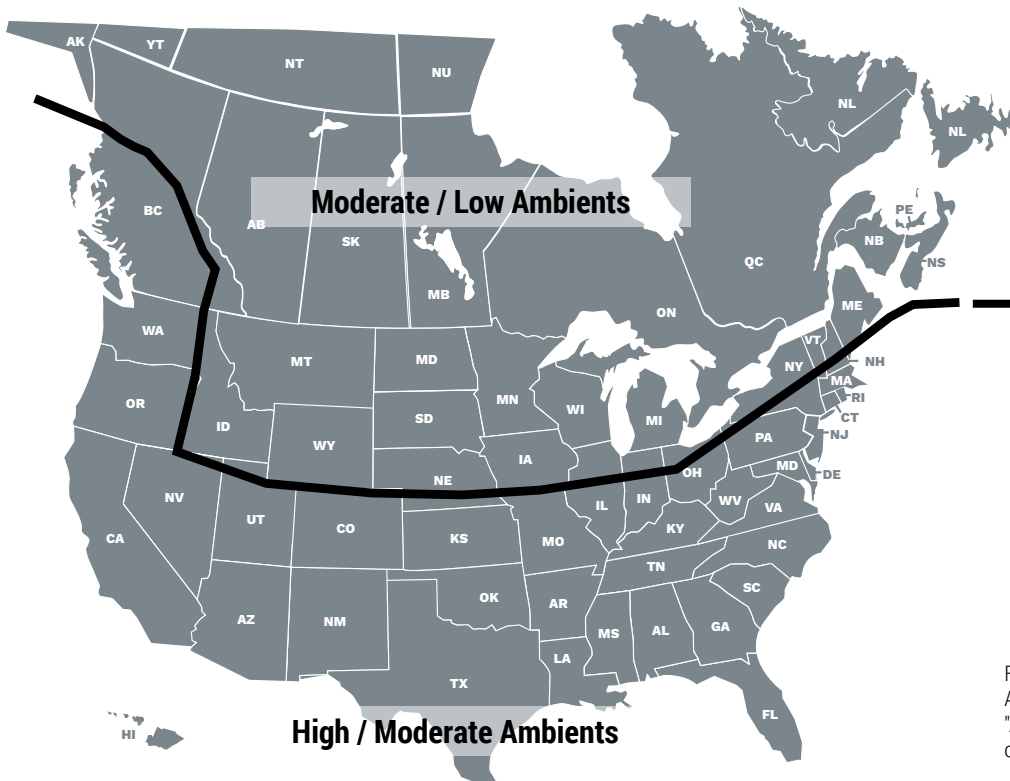 AK
YT
NT
NU
NL
NL
Moderate / Low Ambients
BC
AB
SK
MB
QC
PE
NB
NS
ON
ME
WA
MT
MD
VT
NH
NY
MA
RI
CT
OR
ID
SD
MN
WI
MI
WY
PA
NJ
IA
NE
OH
MD
DE
NV
UT
CO
IL
IN
WV
VA
CA
KS
MO
KY
NC
TN
OK
AR
SC
AZ
NM
MS
AL
GA
LA
TX
FL
HI
High / Moderate Ambients